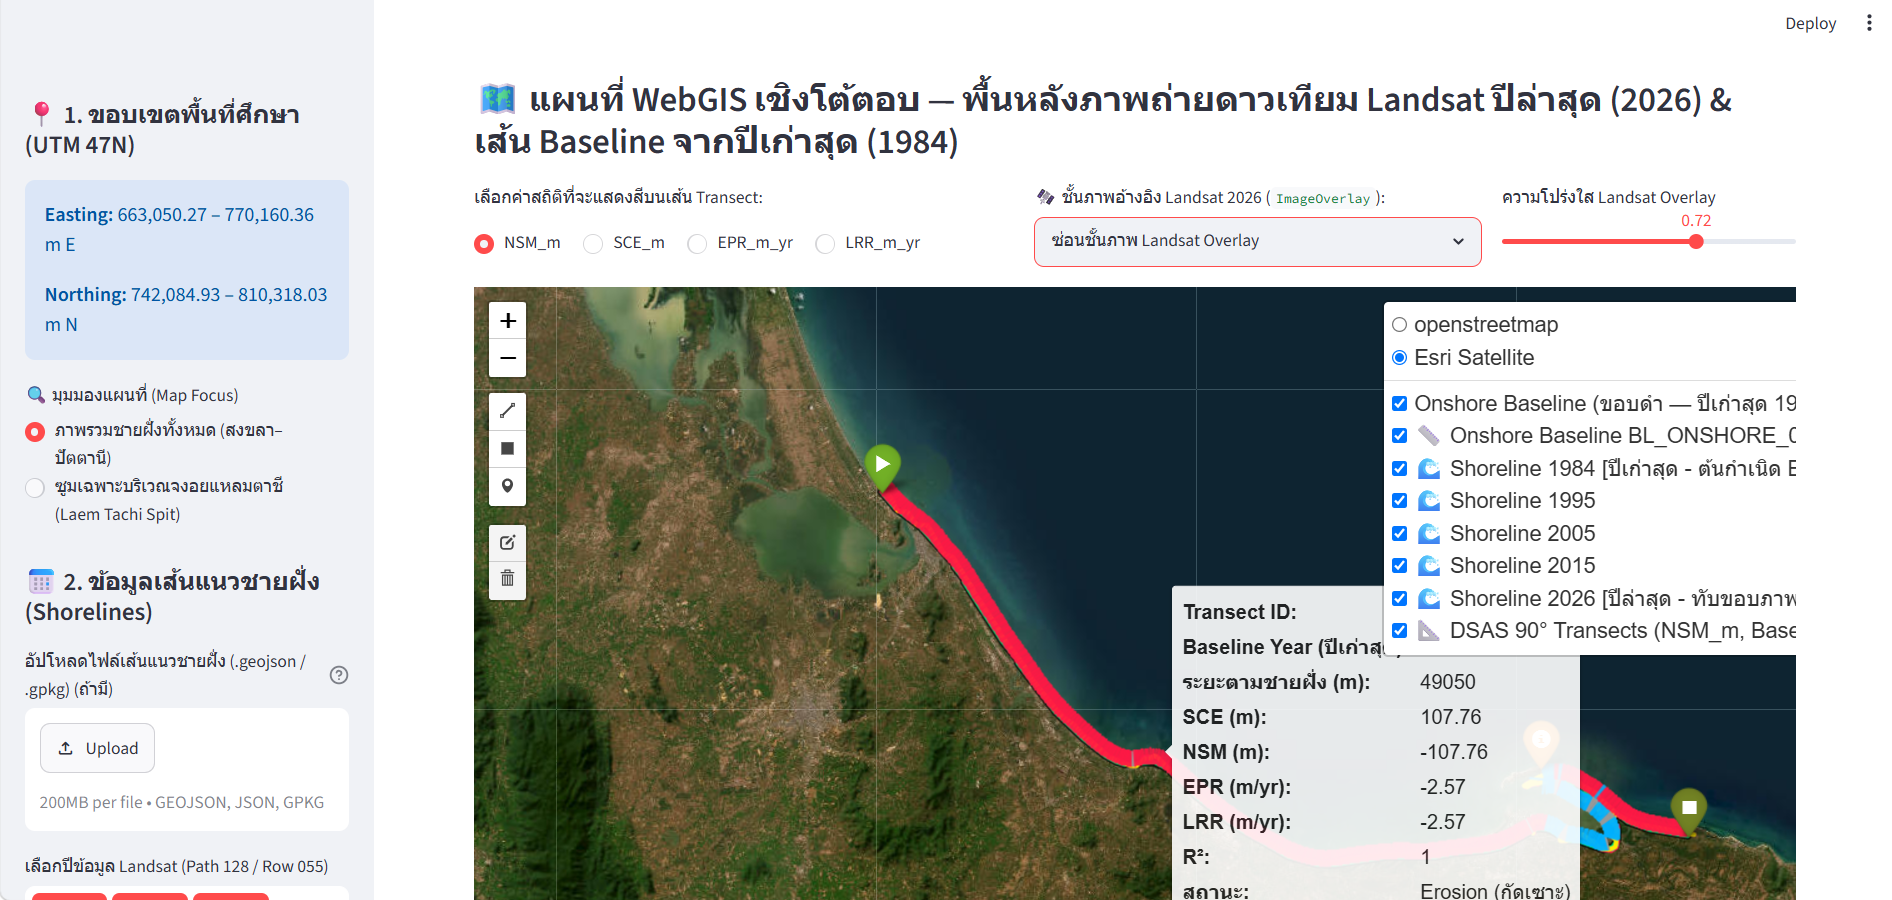 Deploy
1. ขอบเขตพื้นที่ศึกษา
(UTM 47N)
Easting: 663,050.27 – 770,160.36
m E
Northing: 742,084.93 – 810,318.03
m N
มุมมองแผนที่ (Map Focus)
ภาพรวมชายฝั่งทั้งหมด (สงขลา–
ปัตตานี)
ซูมเฉพาะบริเวณจงอยแหลมตาชี
(Laem Tachi Spit)
2. ข้อมูลเส้นแนวชายฝั่ง
(Shorelines)
อัปโหลดไฟล์เส้นแนวชายฝั่ง (.geojson /
.gpkg) (ถ้ามี)
Upload
200MB per file • GEOJSON, JSON, GPKG
เลือกปีข้อมูล Landsat (Path 128 / Row 055)
แผนที่ WebGIS เชิงโต้ตอบ — พื้นหลังภาพถ่ายดาวเทียม Landsat ปีล่าสุด (2026) &
เส้น Baseline จากปีเก่าสุด (1984)
เลือกค่าสถิติที่จะแสดงสีบนเส้น Transect:
NSM_m SCE_m EPR_m_yr LRR_m_yr
ชั้นภาพอ้างอิง Landsat 2026 ( ImageOverlay ):
ซ่อนชั้นภาพ Landsat Overlay
ความโปร่งใส Landsat Overlay
0.72
+
−
openstreetmap
Esri Satellite
Onshore Baseline (ขอบดำ — ปีเก่าสุด 19
Onshore Baseline BL_ONSHORE_0
Shoreline 1984 [ปีเก่าสุด - ต้นกำเนิด B
Shoreline 1995
Shoreline 2005
Shoreline 2015
Shoreline 2026 [ปีล่าสุด - ทับขอบภาพ
DSAS 90° Transects (NSM_m, Base
Transect ID:
Baseline Year (ปีเก่าสุด)
ระยะตามชายฝั่ง (m): 49050
SCE (m): 107.76
NSM (m): -107.76
EPR (m/yr): -2.57
LRR (m/yr): -2.57
R²: 1
สถานะ: Erosion (กัดเซาะ)